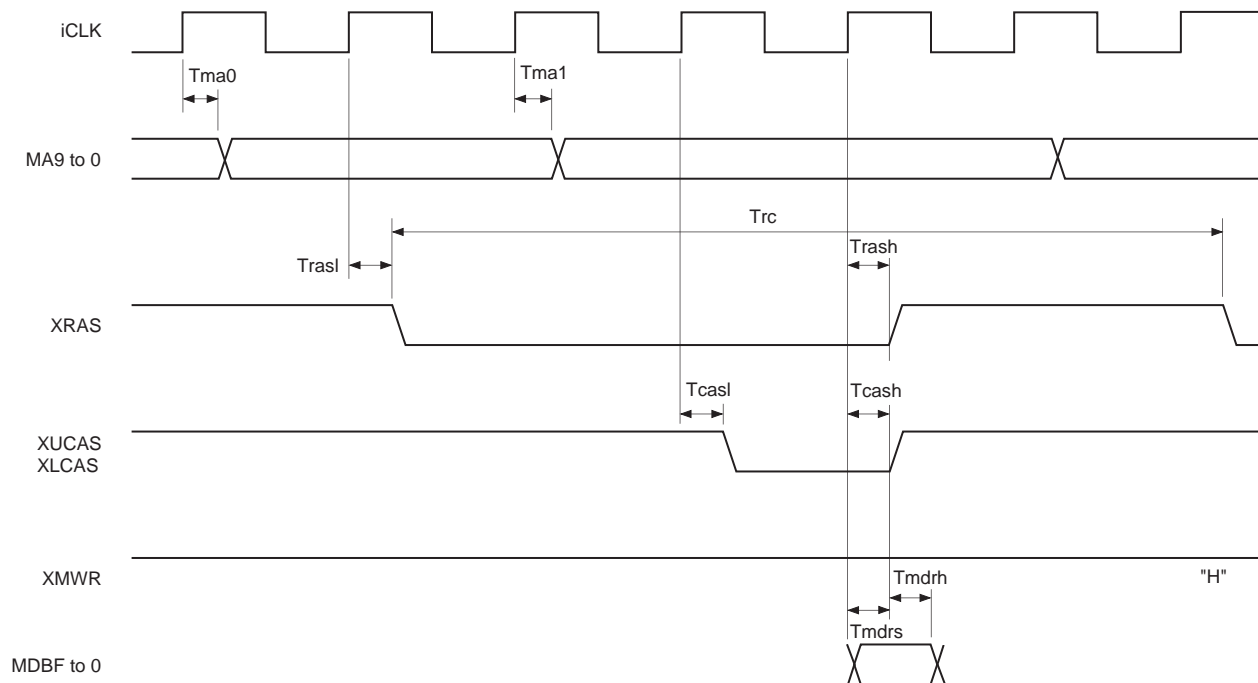 iCLK
Tma0
Tma1
MA9 to 0
Trc
Trasl
Trash
XRAS
Tcasl
Tcash
XUCAS
XLCAS
XMWR
"H"
Tmdrh
Tmdrs
MDBF to 0